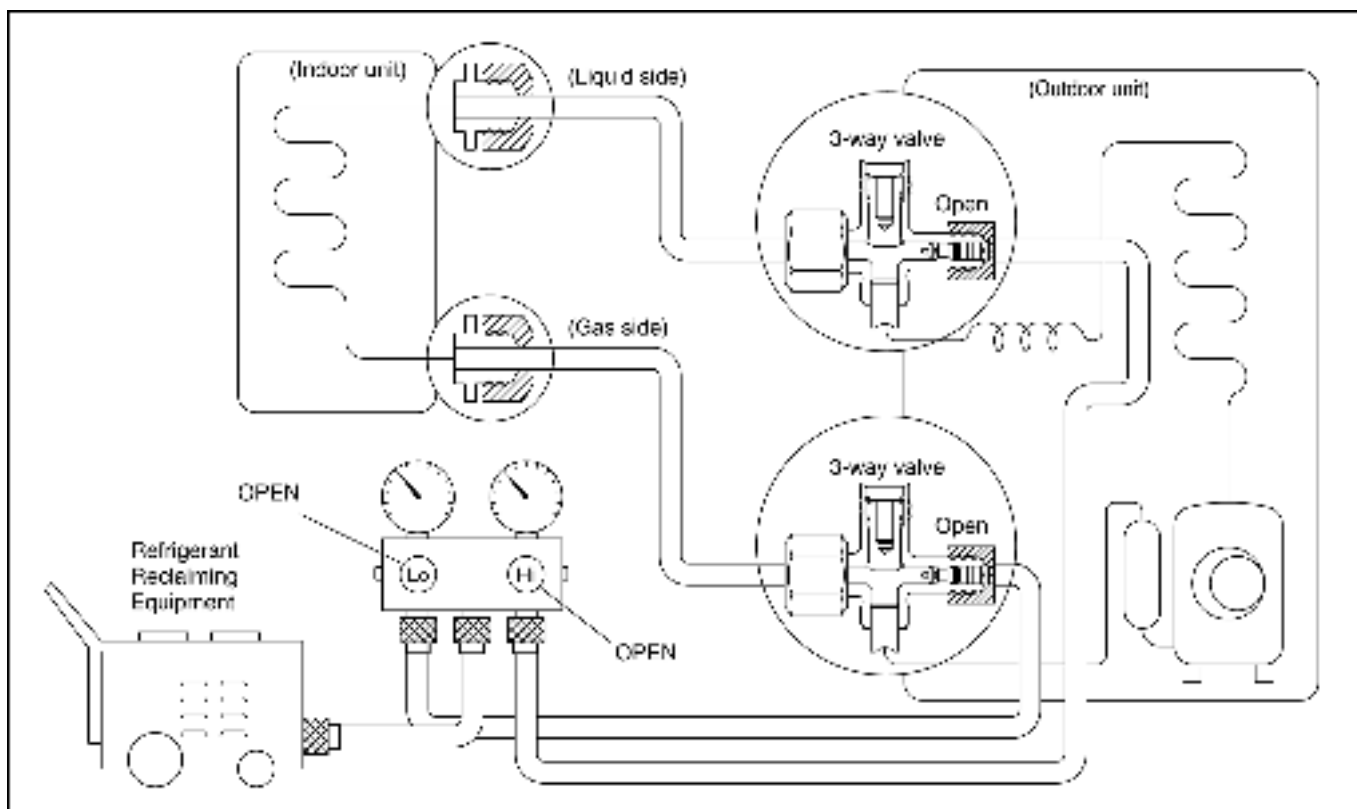 (Indoor unit)
(Liquid side)
(Outdoor unit)
3-way valve
Open
(Gas side)
3-way valve
Open
OPEN
Refrigerant
Reclaiming
Equipment
Lo
Hi
OPEN